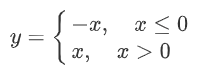 y = { −x,  x ≤ 0
x,  x > 0